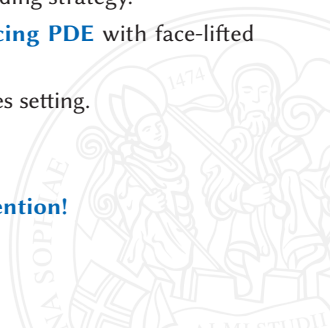 ding strategy.
cing PDE with face-lifted
es setting.
ention!
1474